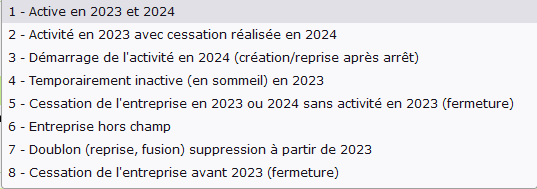 1 - Active en 2023 et 2024
2 - Activité en 2023 avec cessation réalisée en 2024
3 - Démarrage de l'activité en 2024 (création/reprise après arrêt)
4 - Temporairement inactive (en sommeil) en 2023
5 - Cessation de l'entreprise en 2023 ou 2024 sans activité en 2023 (fermeture)
6 - Entreprise hors champ
7 - Doublon (reprise, fusion) suppression à partir de 2023
8 - Cessation de l'entreprise avant 2023 (fermeture)